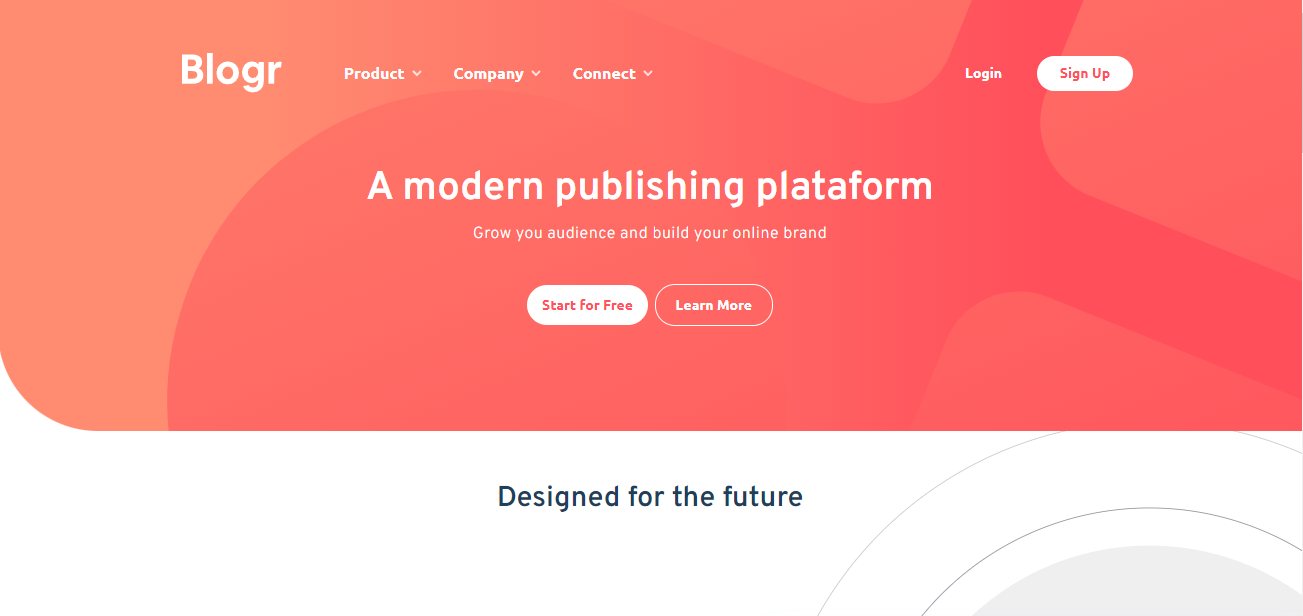 Blogr Product Company Connect Login Sign Up
A modern publishing plataform
Grow you audience and build your online brand
Start for Free Learn More
Designed for the future